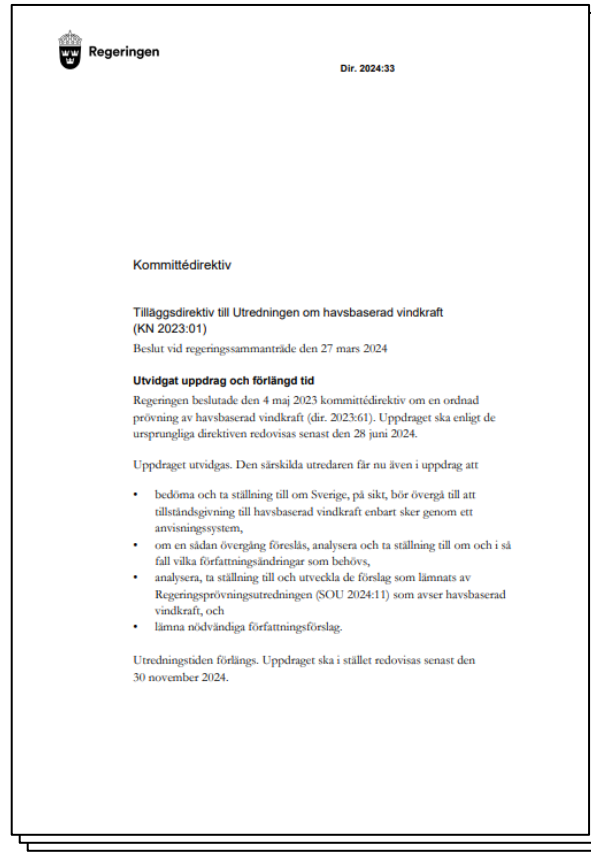 Regeringen
Dir. 2024:33
Kommittédirektiv
Tilläggsdirektiv till Utredningen om havsbaserad vindkraft
(KN 2023:01)
Beslut vid regeringssammanträde den 27 mars 2024
Utvidgat uppdrag och förlängd tid
Regeringen beslutade den 4 maj 2023 kommittédirektiv om en ordnad
prövning av havsbaserad vindkraft (dir. 2023:61). Uppdraget ska enligt de
ursprungliga direktiven redovisas senast den 28 juni 2024.
Uppdraget utvidgas. Den särskilda utredaren får nu även i uppdrag att
• bedöma och ta ställning till om Sverige, på sikt, bör övergå till att
tillståndsgivning till havsbaserad vindkraft enbart sker genom ett
anvisningssystem,
• om en sådan övergång föreslås, analysera och ta ställning till om och i så
fall vilka författningsändringar som behövs,
• analysera, ta ställning till och utveckla de förslag som lämnats av
Regeringsprövningsutredningen (SOU 2024:11) som avser havsbaserad
vindkraft, och
• lämna nödvändiga författningsförslag.
Utredningstiden förlängs. Uppdraget ska i stället redovisas senast den
30 november 2024.